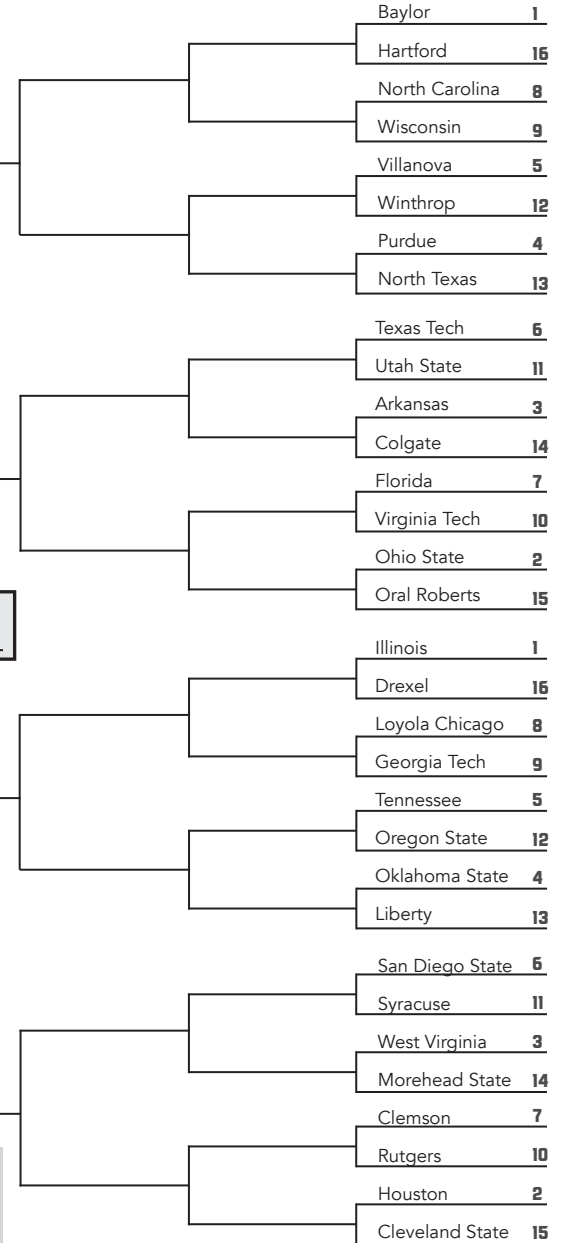 Baylor 1
Hartford 16
North Carolina 8
Wisconsin 9
Villanova 5
Winthrop 12
Purdue 4
North Texas 13
Texas Tech 6
Utah State 11
Arkansas 3
Colgate 14
Florida 7
Virginia Tech 10
Ohio State 2
Oral Roberts 15
Illinois 1
Drexel 16
Loyola Chicago 8
Georgia Tech 9
Tennessee 5
Oregon State 12
Oklahoma State 4
Liberty 13
San Diego State 6
Syracuse 11
West Virginia 3
Morehead State 14
Clemson 7
Rutgers 10
Houston 2
Cleveland State 15